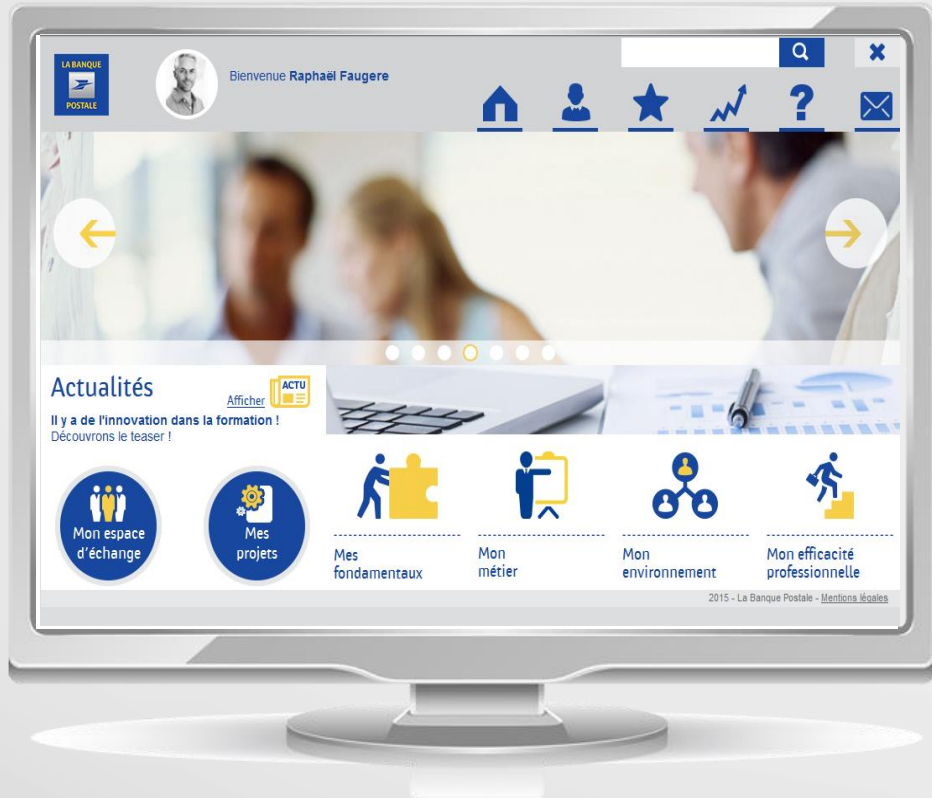 LA BANQUE
POSTALE
Bienvenue Raphaël Faugere
?
Actualités
Afficher
ACTU
Il y a de l'innovation dans la formation !
Découvrons le teaser !
Mon espace
d'échange
Mes
projets
Mes
fondamentaux
Mon
métier
Mon
environnement
Mon efficacité
professionnelle
2015 - La Banque Postale - Mentions légales